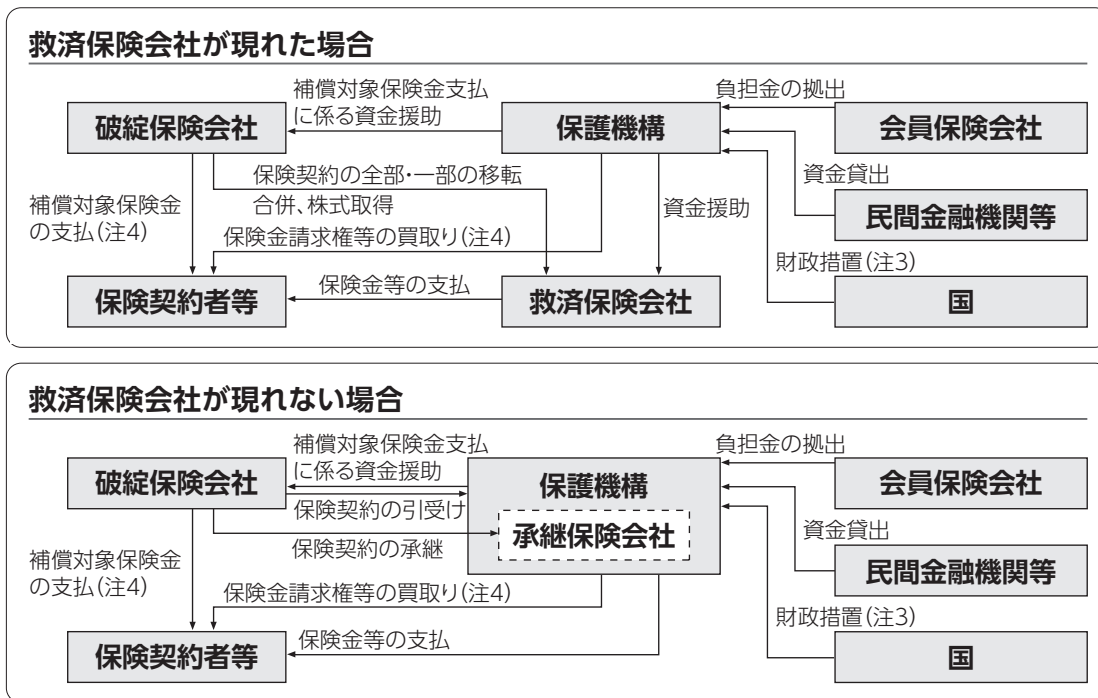 救済保険会社が現れた場合
補償対象保険金支払
に係る資金援助
負担金の拠出
破綻保険会社
保護機構
会員保険会社
保険契約の全部・一部の移転
合併、株式取得
資金貸出
補償対象保険金
の支払(注4)
資金援助
民間金融機関等
保険金請求権等の買取り(注4)
財政措置(注3)
保険金等の支払
保険契約者等
救済保険会社
国
救済保険会社が現れない場合
補償対象保険金支払
に係る資金援助
負担金の拠出
破綻保険会社
保護機構
会員保険会社
保険契約の引受け
承継保険会社
保険契約の承継
資金貸出
補償対象保険金
の支払(注4)
民間金融機関等
保険金請求権等の買取り(注4)
財政措置(注3)
保険金等の支払
保険契約者等
国